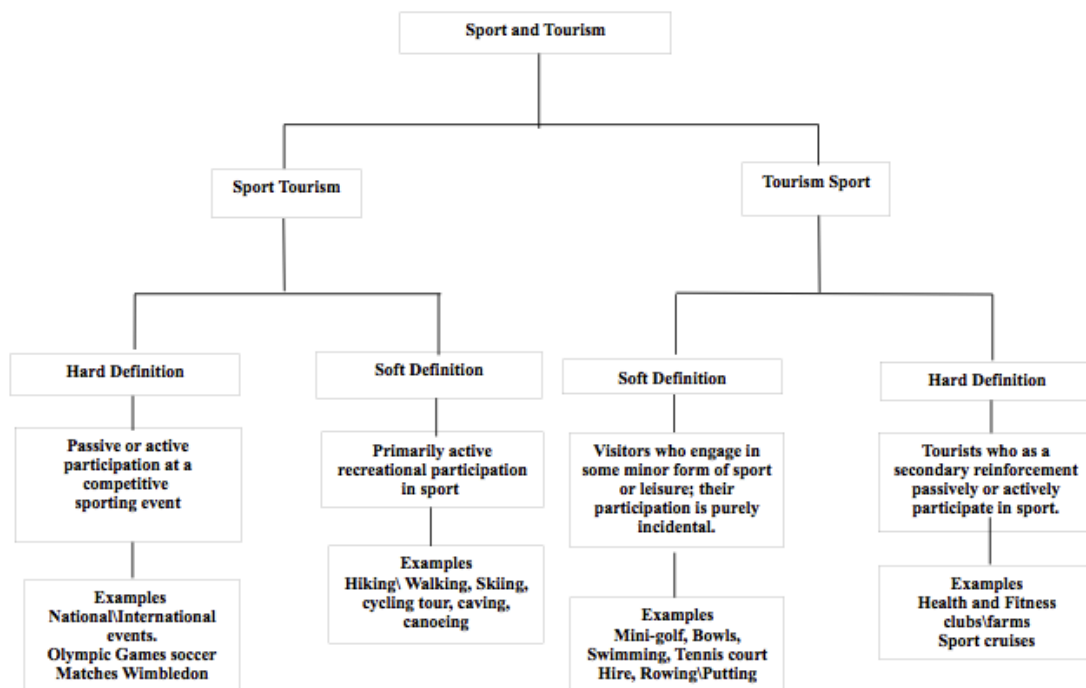 Sport and Tourism
Sport Tourism
Tourism Sport
Hard Definition
Soft Definition
Soft Definition
Hard Definition
Passive or active
participation at a
competitive
sporting event
Primarily active
recreational participation
in sport
Visitors who engage in
some minor form of sport
or leisure; their
participation is purely
incidental.
Tourists who as a
secondary reinforcement
passively or actively
participate in sport.
Examples
National\International
events.
Olympic Games soccer
Matches Wimbledon
Examples
Hiking\ Walking, Skiing,
cycling tour, caving,
canoeing
Examples
Mini-golf, Bowls,
Swimming, Tennis court
Hire, Rowing\Putting
Examples
Health and Fitness
clubs\farms
Sport cruises